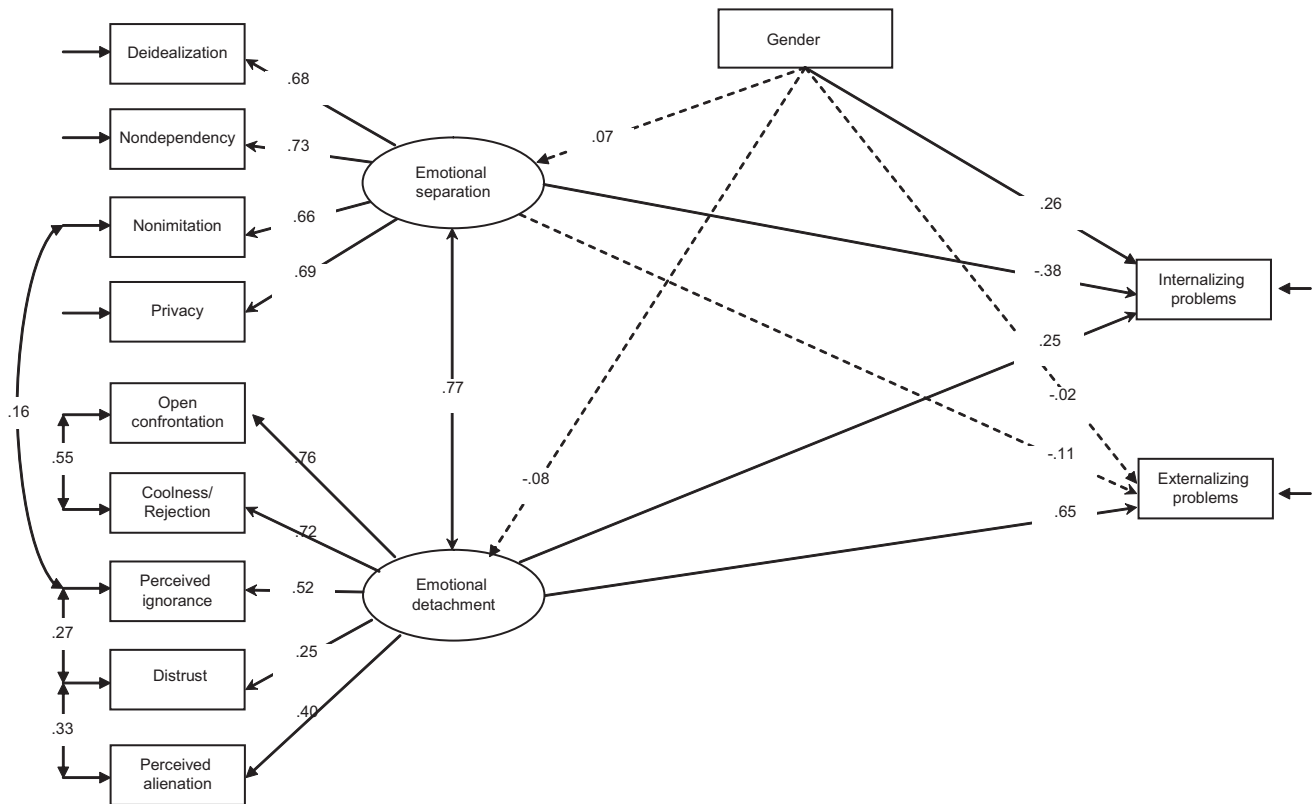 Deidealization
Nondependency
Nonimitation
Privacy
Open
confrontation
Coolness/
Rejection
Perceived
ignorance
Distrust
Perceived
alienation
.16
.55
.27
.33
.68
.73
.66
.69
.76
.72
.52
.25
.40
Emotional
separation
.77
Emotional
detachment
Gender
.07
-.08
.26
-.38
.25
-.02
-.11
.65
Internalizing
problems
Externalizing
problems